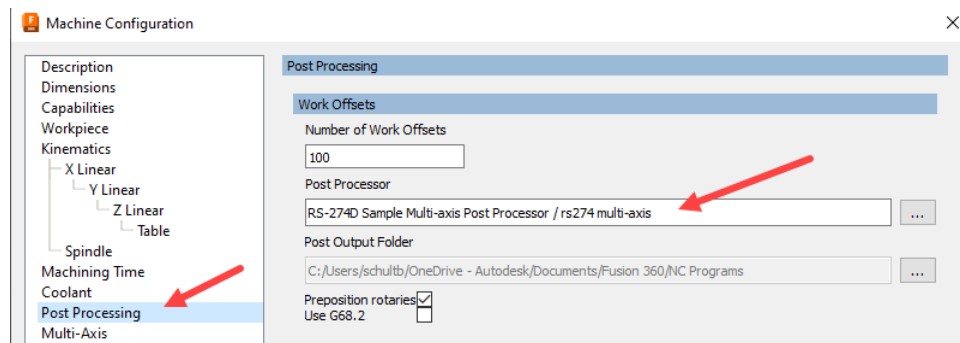 Machine Configuration
Description
Dimensions
Capabilities
Workpiece
Kinematics
X Linear
Y Linear
Z Linear
Table
Spindle
Machining Time
Coolant
Post Processing
Multi-Axis
Post Processing
Work Offsets
Number of Work Offsets
100
Post Processor
RS-274D Sample Multi-axis Post Processor / rs274 multi-axis
...
Post Output Folder
C:/Users/schultb/OneDrive - Autodesk/Documents/Fusion 360/NC Programs
...
Preposition rotaries
Use G68.2